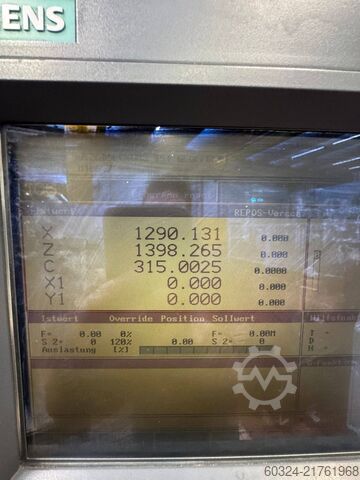 ENS
Istwert REPOS-Versch
X 1290.131 0.000
Z 1398.265 0.000
C 315.0025 0.0000
X1 0.000 0.000
Y1 0.000 0.000
Istwert Override Position Sollwert
F= 0.00 0% F= 0.00M T -
S 2= 0 120% 0.00 S 2= 0 D -
Auslastung [%] H -
60324-21761968